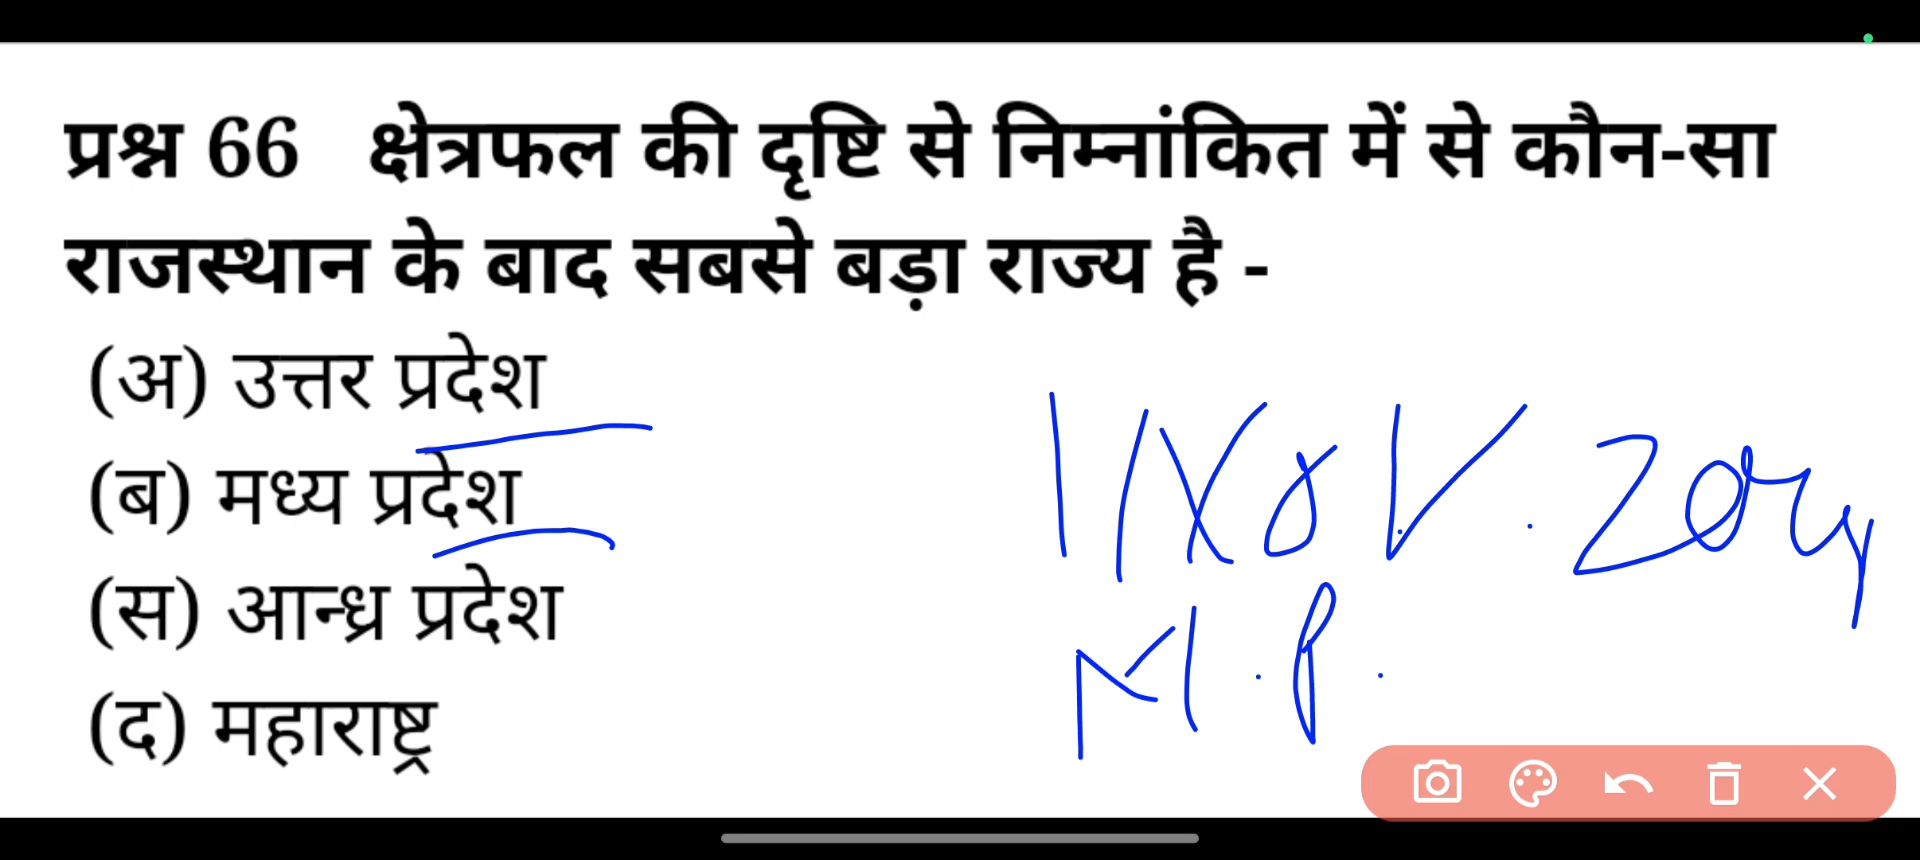 प्रश्न 66 क्षेत्रफल की दृष्टि से निम्नांकित में से कौन-सा
राजस्थान के बाद सबसे बड़ा राज्य है -
(अ) उत्तर प्रदेश
(ब) मध्य प्रदेश
(स) आन्ध्र प्रदेश
(द) महाराष्ट्र
M.P.